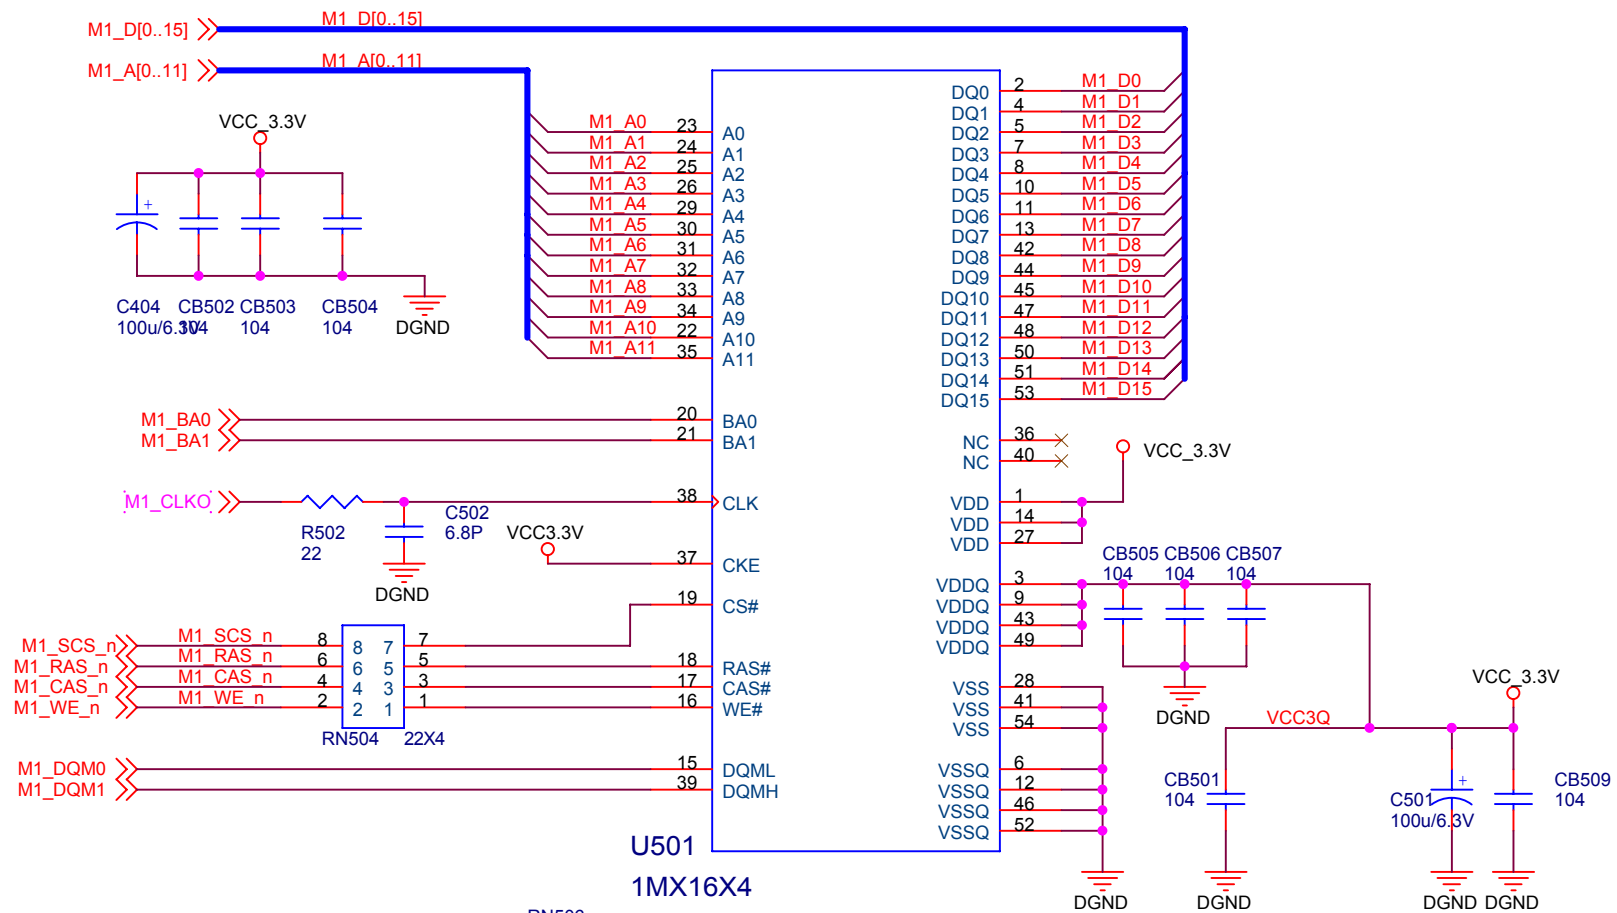 M1_D[0..15]
M1_D[0..15]
M1_A[0..11]
M1_A[0..11]
VCC_3.3V
+
C404
100u/6.3V
CB502
104
CB503
104
CB504
104
DGND
M1_A0 23 A0
M1_A1 24 A1
M1_A2 25 A2
M1_A3 26 A3
M1_A4 29 A4
M1_A5 30 A5
M1_A6 31 A6
M1_A7 32 A7
M1_A8 33 A8
M1_A9 34 A9
M1_A10 22 A10
M1_A11 35 A11
M1_BA0 20 BA0
M1_BA1 21 BA1
M1_CLKO 38 CLK
R502
22
C502
6.8P
DGND
VCC3.3V
37 CKE
19 CS#
M1_SCS_n M1_SCS_n 8 8 7 7
M1_RAS_n M1_RAS_n 6 6 5 5 18 RAS#
M1_CAS_n M1_CAS_n 4 4 3 3 17 CAS#
M1_WE_n M1_WE_n 2 2 1 1 16 WE#
RN504 22X4
M1_DQM0 15 DQML
M1_DQM1 39 DQMH
DQ0 2 M1_D0
DQ1 4 M1_D1
DQ2 5 M1_D2
DQ3 7 M1_D3
DQ4 8 M1_D4
DQ5 10 M1_D5
DQ6 11 M1_D6
DQ7 13 M1_D7
DQ8 42 M1_D8
DQ9 44 M1_D9
DQ10 45 M1_D10
DQ11 47 M1_D11
DQ12 48 M1_D12
DQ13 50 M1_D13
DQ14 51 M1_D14
DQ15 53 M1_D15
NC 36
NC 40
VCC_3.3V
VDD 1
VDD 14
VDD 27
VDDQ 3
VDDQ 9
VDDQ 43
VDDQ 49
CB505
104
CB506
104
CB507
104
DGND
VSS 28
VSS 41
VSS 54
VSSQ 6
VSSQ 12
VSSQ 46
VSSQ 52
DGND
VCC3Q
VCC_3.3V
CB501
104
DGND
+
C501
100u/6.3V
DGND
CB509
104
DGND
U501
1MX16X4